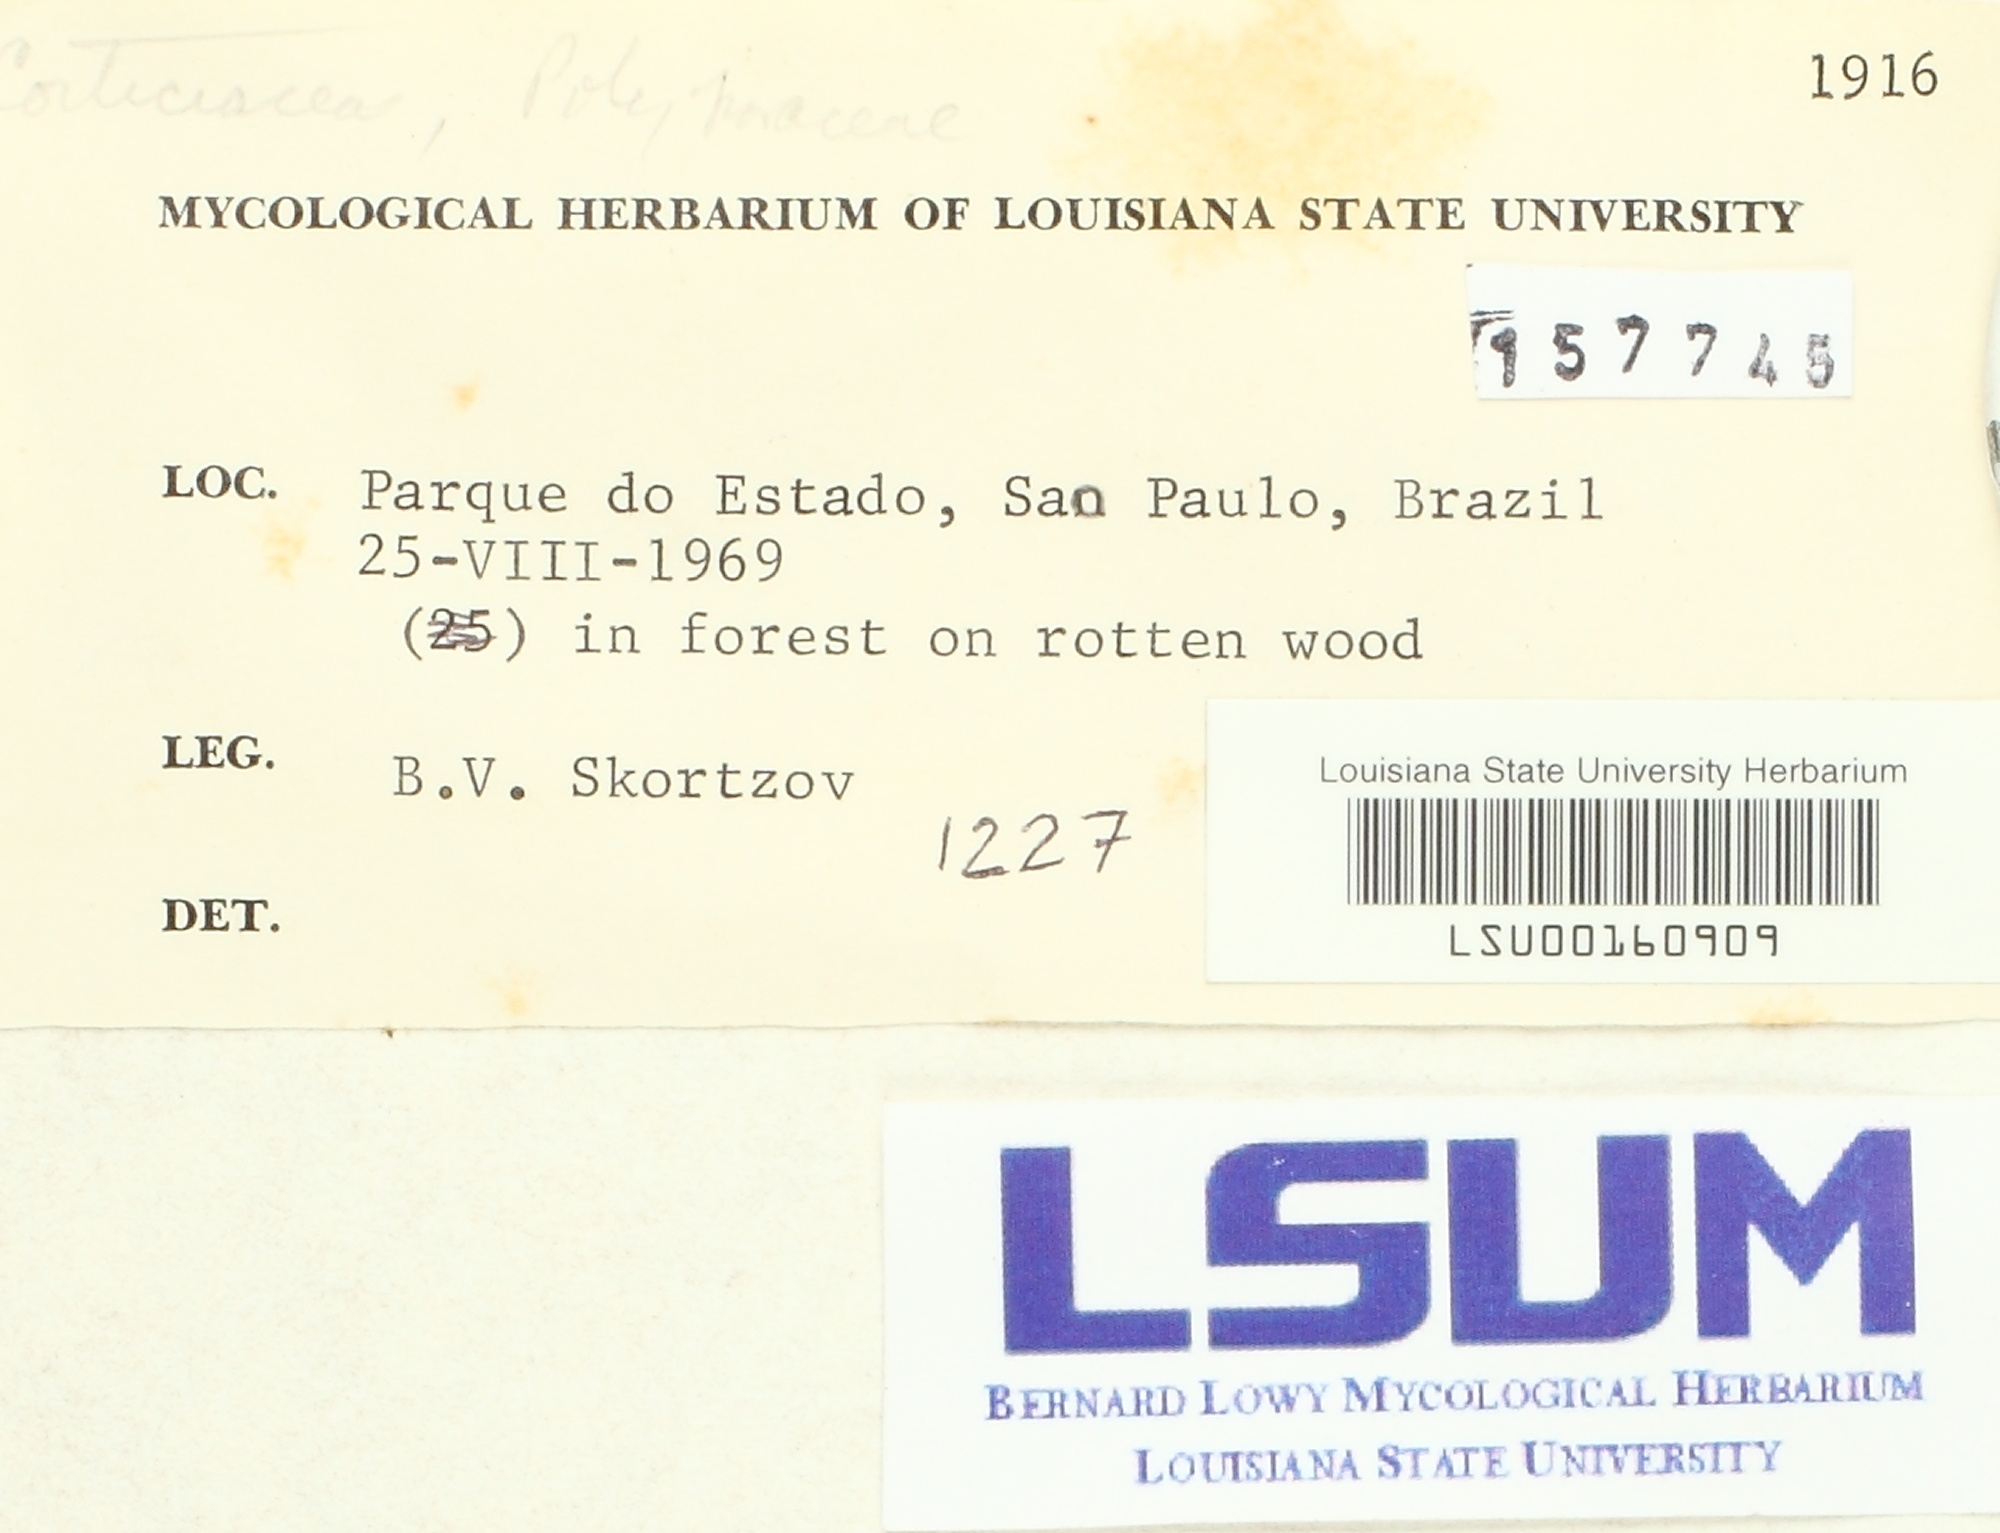 Corticiacea, Polyporaceae
1916
MYCOLOGICAL HERBARIUM OF LOUISIANA STATE UNIVERSITY
157745
LOC. Parque do Estado, Sao Paulo, Brazil
25-VIII-1969
(25) in forest on rotten wood
LEG. B.V. Skortzov
1227
DET.
Louisiana State University Herbarium
LSU00160909
LSUM
BERNARD LOWY MYCOLOGICAL HERBARIUM
LOUISIANA STATE UNIVERSITY